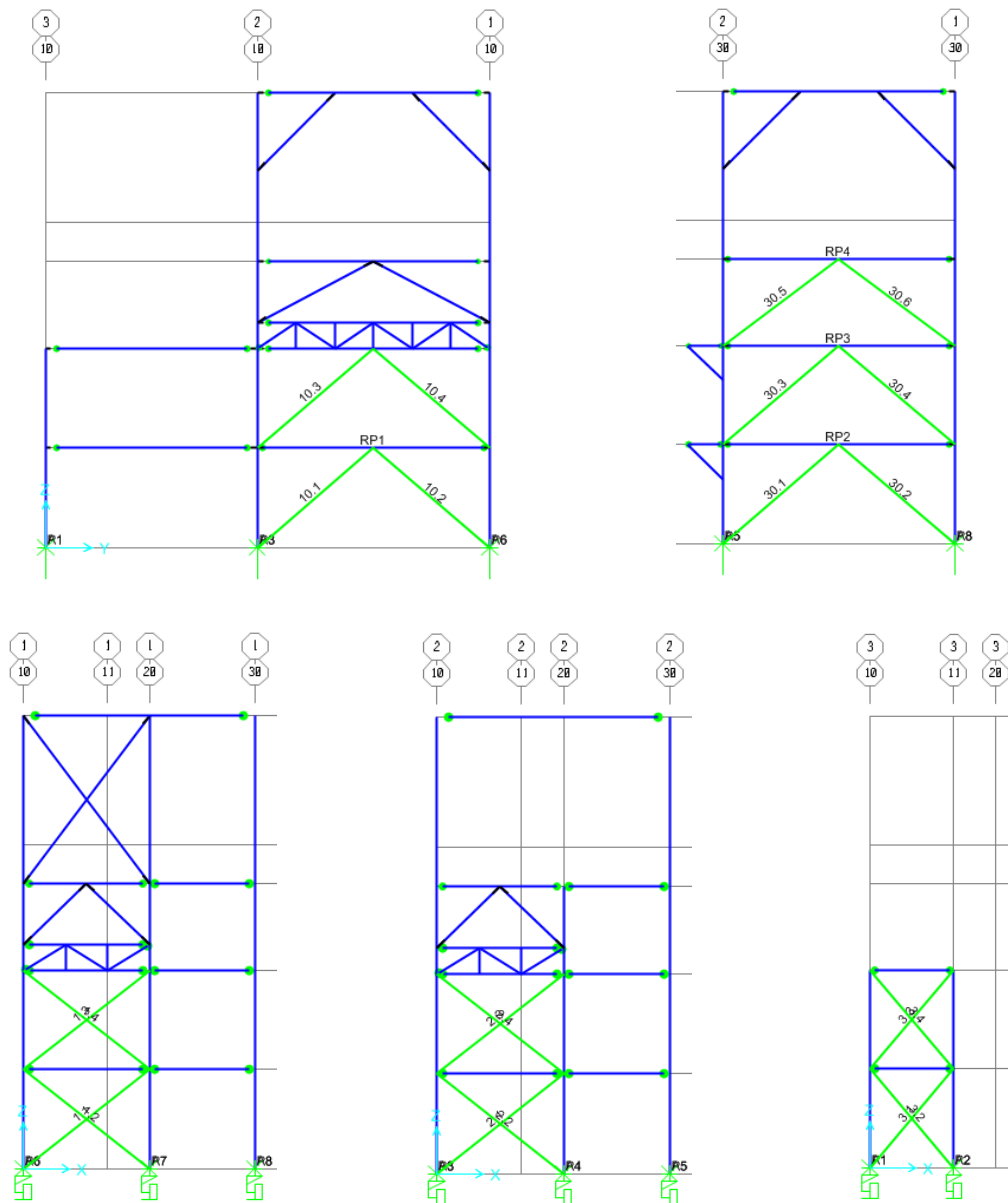 3 2 1 2 1
10 10 10 30 30
RP4
30.5 30.6
RP3
10.3 10.4 30.3 30.4
RP1 RP2
10.1 10.2 30.1 30.2
Z
R1 Y R3 R6 R5 R8
1 1 1 1 2 2 2 2 3 3 3
10 11 20 30 10 11 20 30 10 11 20
Z Z Z
R6 X R7 R8 R3 X R4 R5 R1 X R2